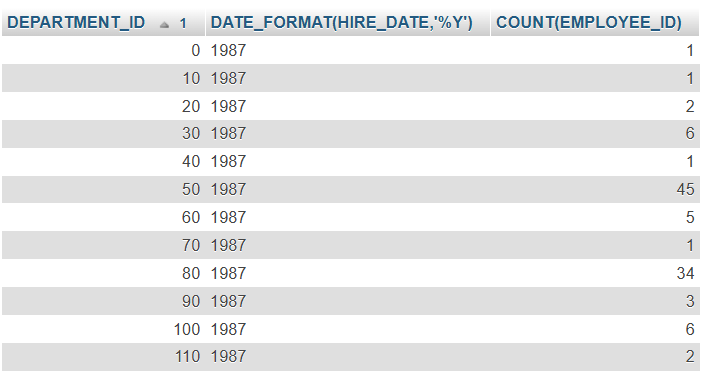 DEPARTMENT_ID 1 DATE_FORMAT(HIRE_DATE,'%Y') COUNT(EMPLOYEE_ID)
0 1987 1
10 1987 1
20 1987 2
30 1987 6
40 1987 1
50 1987 45
60 1987 5
70 1987 1
80 1987 34
90 1987 3
100 1987 6
110 1987 2